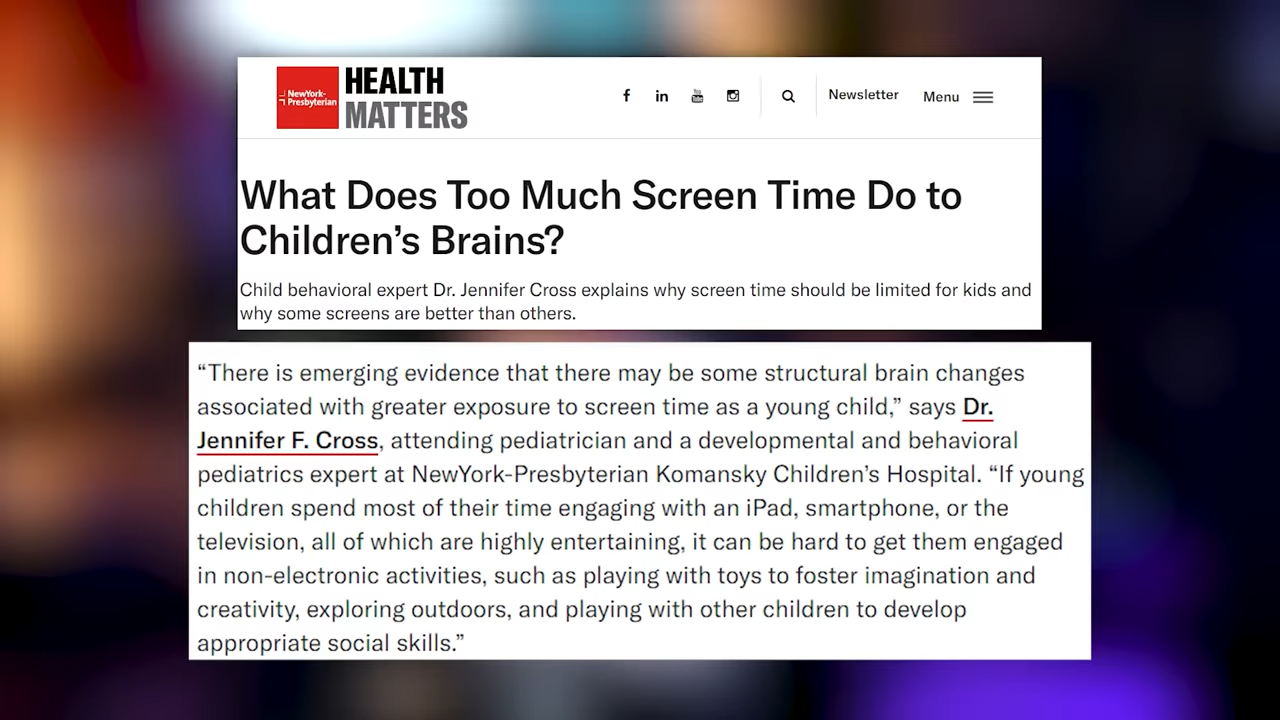 NewYork-
Presbyterian
HEALTH
MATTERS
Newsletter
Menu
What Does Too Much Screen Time Do to
Children’s Brains?
Child behavioral expert Dr. Jennifer Cross explains why screen time should be limited for kids and
why some screens are better than others.
“There is emerging evidence that there may be some structural brain changes
associated with greater exposure to screen time as a young child,” says Dr.
Jennifer F. Cross, attending pediatrician and a developmental and behavioral
pediatrics expert at NewYork-Presbyterian Komansky Children’s Hospital. “If young
children spend most of their time engaging with an iPad, smartphone, or the
television, all of which are highly entertaining, it can be hard to get them engaged
in non-electronic activities, such as playing with toys to foster imagination and
creativity, exploring outdoors, and playing with other children to develop
appropriate social skills.”